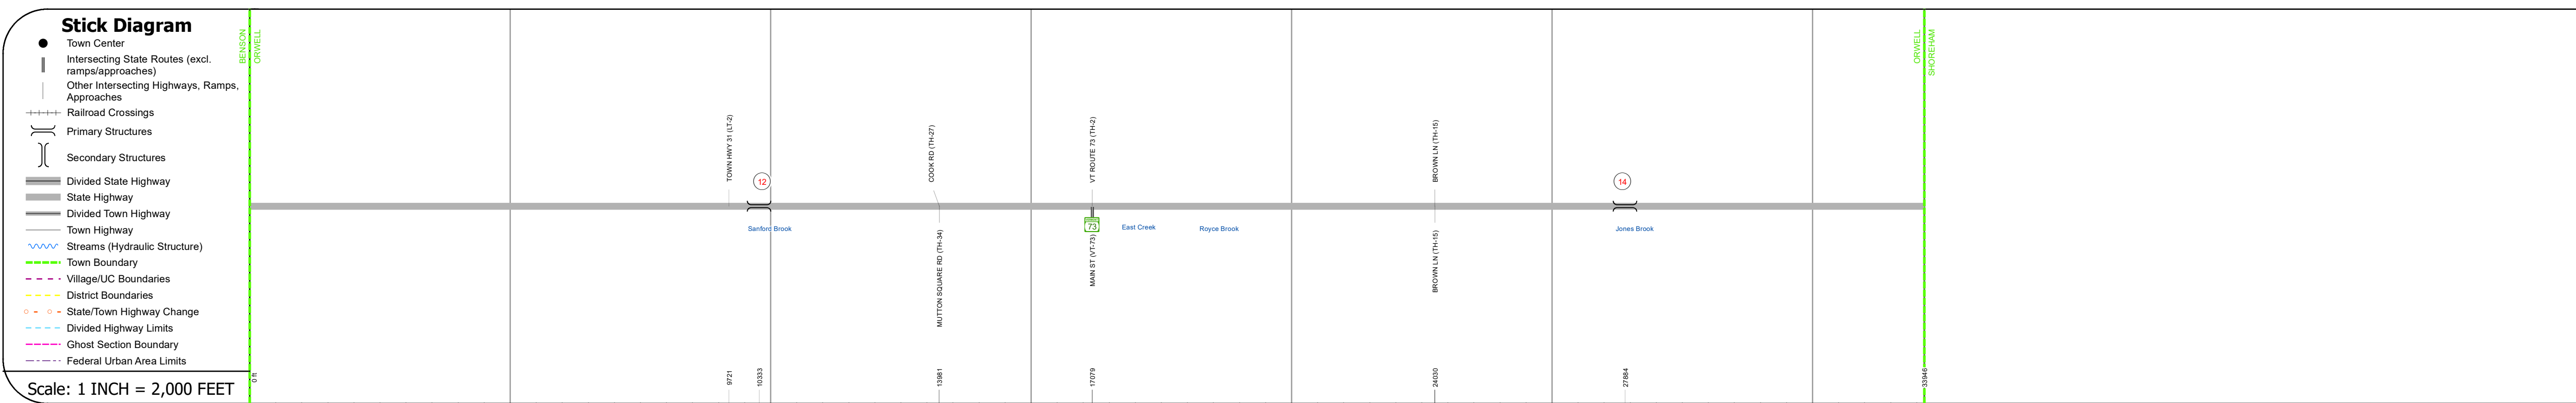 Stick Diagram
Town Center
Intersecting State Routes (excl.
ramps/approaches)
Other Intersecting Highways, Ramps,
Approaches
Railroad Crossings
Primary Structures
Secondary Structures
Divided State Highway
State Highway
Divided Town Highway
Town Highway
Streams (Hydraulic Structure)
Town Boundary
Village/UC Boundaries
District Boundaries
State/Town Highway Change
Divided Highway Limits
Ghost Section Boundary
Federal Urban Area Limits
Scale: 1 INCH = 2,000 FEET
BENSON
ORWELL
TOWN HWY 31 (LT-2)
12
Sanford Brook
COOK RD (TH-27)
MUTTON SQUARE RD (TH-34)
VT ROUTE 73 (TH-2)
73
MAIN ST (VT-73)
East Creek
Royce Brook
BROWN LN (TH-15)
BROWN LN (TH-15)
14
Jones Brook
ORWELL
SHOREHAM
0 ft
9721
10333
13981
17079
24030
27884
33946